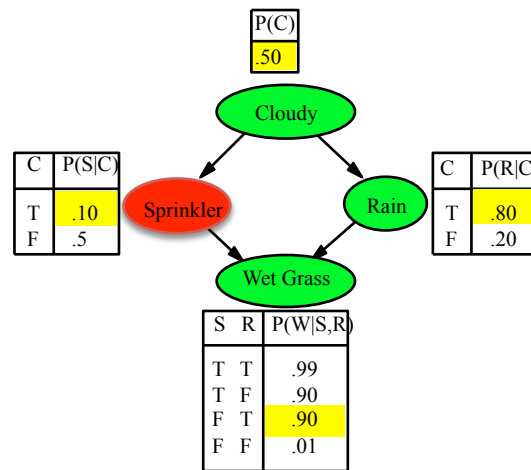 P(C)
.50
Cloudy
C P(S|C)
T .10
F .5
Sprinkler
Rain
C P(R|C
T .80
F .20
Wet Grass
S R P(W|S,R)
T T .99
T F .90
F T .90
F F .01